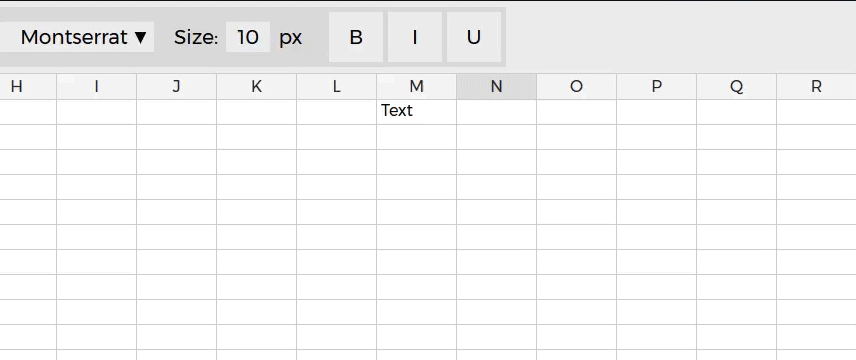 Montserrat ▼ Size: 10 px B I U
H I J K L M N O P Q R
Text